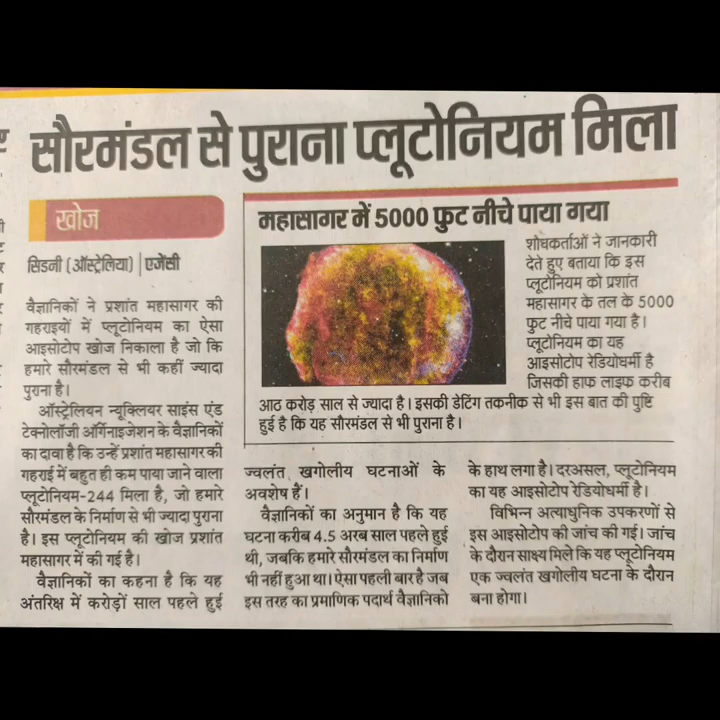 सौरमंडल से पुराना प्लूटोनियम मिला
खोज
सिडनी (ऑस्ट्रेलिया) | एजेंसी
वैज्ञानिकों ने प्रशांत महासागर की
गहराइयों में प्लूटोनियम का ऐसा
आइसोटोप खोज निकाला है जो कि
हमारे सौरमंडल से भी कहीं ज्यादा
पुराना है।
ऑस्ट्रेलियन न्यूक्लियर साइंस एंड
टेक्नोलॉजी ऑर्गिनाइजेशन के वैज्ञानिकों
का दावा है कि उन्हें प्रशांत महासागर की
गहराई में बहुत ही कम पाया जाने वाला
प्लूटोनियम-244 मिला है, जो हमारे
सौरमंडल के निर्माण से भी ज्यादा पुराना
है। इस प्लूटोनियम की खोज प्रशांत
महासागर में की गई है।
वैज्ञानिकों का कहना है कि यह
अंतरिक्ष में करोड़ों साल पहले हुई
महासागर में 5000 फुट नीचे पाया गया
शोधकर्ताओं ने जानकारी
देते हुए बताया कि इस
प्लूटोनियम को प्रशांत
महासागर के तल के 5000
फुट नीचे पाया गया है।
प्लूटोनियम का यह
आइसोटोप रेडियोधर्मी है
जिसकी हाफ लाइफ करीब
आठ करोड़ साल से ज्यादा है। इसकी डेटिंग तकनीक से भी इस बात की पुष्टि
हुई है कि यह सौरमंडल से भी पुराना है।
ज्वलंत खगोलीय घटनाओं के
अवशेष हैं।
वैज्ञानिकों का अनुमान है कि यह
घटना करीब 4.5 अरब साल पहले हुई
थी, जबकि हमारे सौरमंडल का निर्माण
भी नहीं हुआ था। ऐसा पहली बार है जब
इस तरह का प्रमाणिक पदार्थ वैज्ञानिको
के हाथ लगा है। दरअसल, प्लूटोनियम
का यह आइसोटोप रेडियोधर्मी है।
विभिन्न अत्याधुनिक उपकरणों से
इस आइसोटोप की जांच की गई। जांच
के दौरान साक्ष्य मिले कि यह प्लूटोनियम
एक ज्वलंत खगोलीय घटना के दौरान
बना होगा।